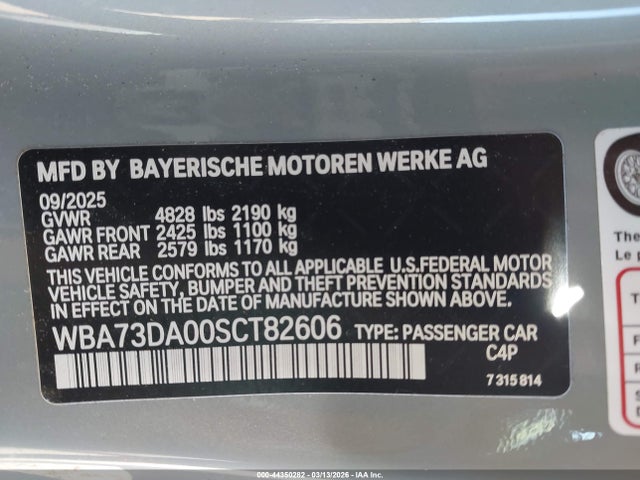 MFD BY BAYERISCHE MOTOREN WERKE AG
09/2025
GVWR 4828 lbs 2190 kg
GAWR FRONT 2425 lbs 1100 kg
GAWR REAR 2579 lbs 1170 kg
THIS VEHICLE CONFORMS TO ALL APPLICABLE U.S.FEDERAL MOTOR
VEHICLE SAFETY, BUMPER AND THEFT PREVENTION STANDARDS
IN EFFECT ON THE DATE OF MANUFACTURE SHOWN ABOVE.
WBA73DA00SCT82606 TYPE: PASSENGER CAR
C4P
7315814
The
Le p
000-44350282 - 03/13/2026 - IAA Inc.